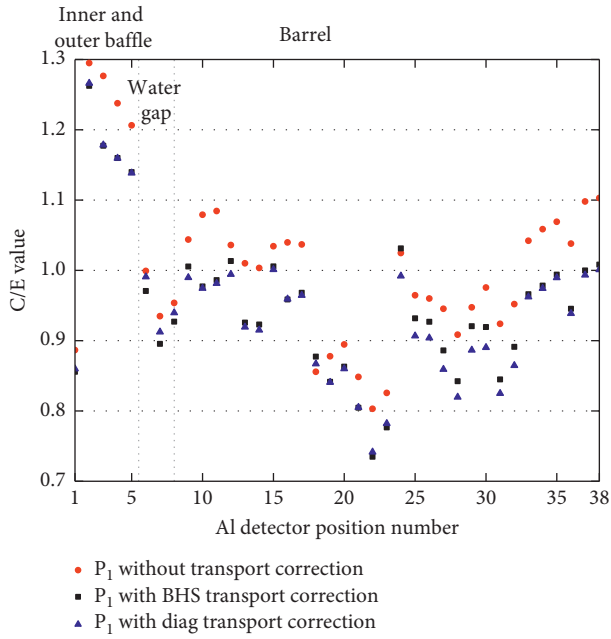 Inner and
outer baffle
Barrel
Water
gap
1.3
1.2
1.1
1.0
0.9
0.8
0.7
C/E value
1 5 10 15 20 25 30 35 38
Al detector position number
P₁ without transport correction
P₁ with BHS transport correction
P₁ with diag transport correction